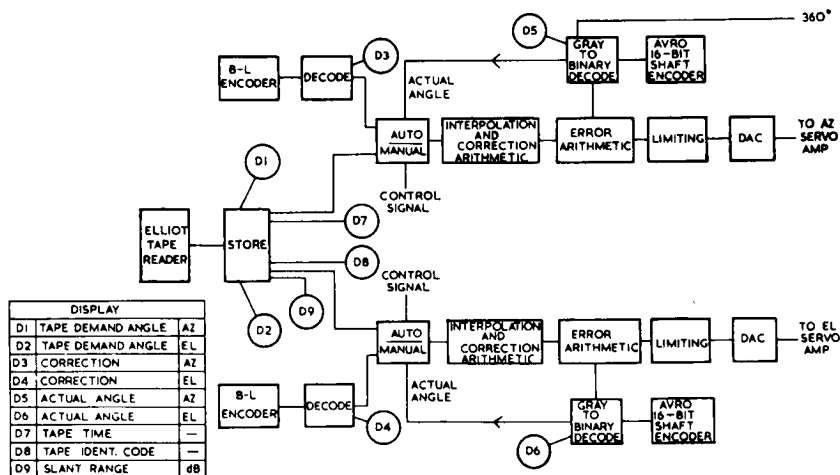 360°
D5
GRAY
TO
BINARY
DECODE
AVRO
16-BIT
SHAFT
ENCODER
D3
B-L
ENCODER
DECODE
ACTUAL
ANGLE
AUTO
MANUAL
INTERPOLATION
AND
CORRECTION
ARITHMETIC
ERROR
ARITHMETIC
LIMITING
DAC
TO AZ
SERVO
AMP
CONTROL
SIGNAL
D1
ELLIOT
TAPE
READER
STORE
D7
D8
D9
D2
CONTROL
SIGNAL
AUTO
MANUAL
INTERPOLATION
AND
CORRECTION
ARITHMETIC
ERROR
ARITHMETIC
LIMITING
DAC
TO EL
SERVO
AMP
ACTUAL
ANGLE
B-L
ENCODER
DECODE
D4
D6
GRAY
TO
BINARY
DECODE
AVRO
16-BIT
SHAFT
ENCODER
DISPLAY
D1 TAPE DEMAND ANGLE AZ
D2 TAPE DEMAND ANGLE EL
D3 CORRECTION AZ
D4 CORRECTION EL
D5 ACTUAL ANGLE AZ
D6 ACTUAL ANGLE EL
D7 TAPE TIME —
D8 TAPE IDENT. CODE —
D9 SLANT RANGE dB